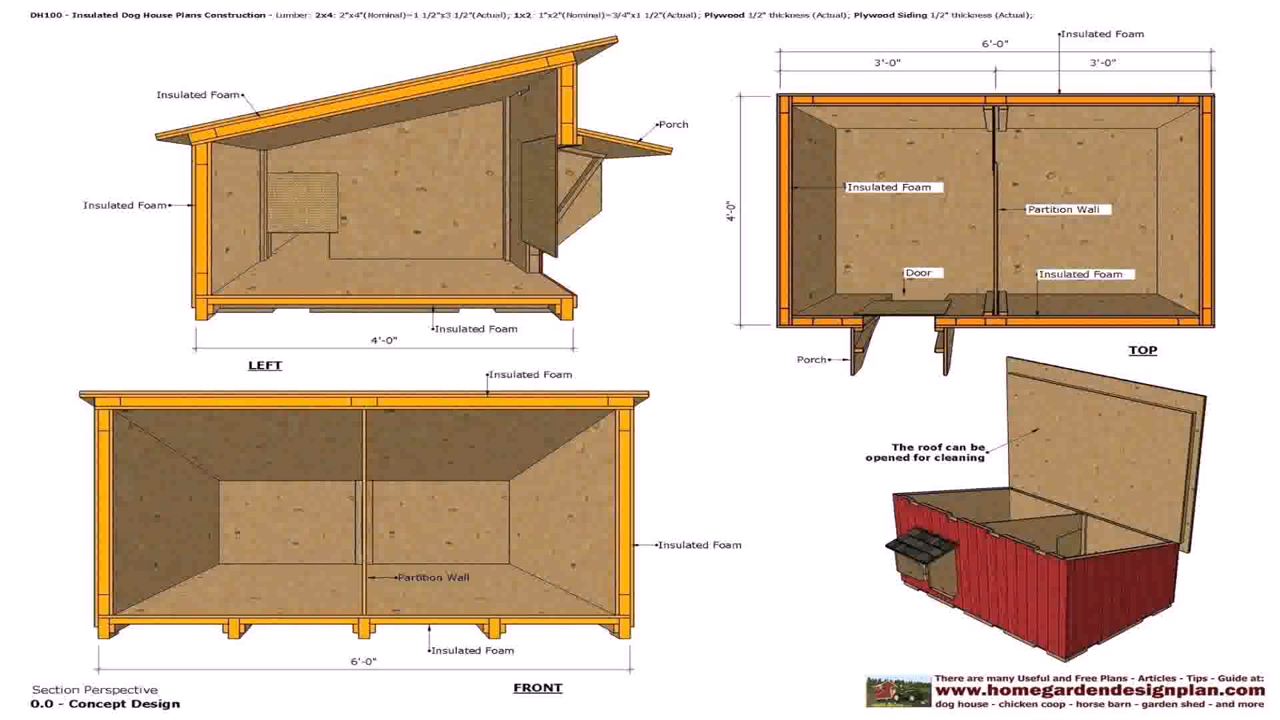 DH100 - Insulated Dog House Plans Construction - Lumber: 2x4: 2"x4"(Nominal)=1 1/2"x3 1/2"(Actual); 1x2: 1"x2"(Nominal)=3/4"x1 1/2"(Actual); Plywood 1/2" thickness (Actual); Plywood Siding 1/2" thickness (Actual);
Insulated Foam
Porch
Insulated Foam
Insulated Foam
4'-0"
LEFT
Insulated Foam
6'-0"
3'-0"
3'-0"
Insulated Foam
Partition Wall
4'-0"
Door
Insulated Foam
Porch
TOP
Insulated Foam
Insulated Foam
Partition Wall
Insulated Foam
6'-0"
FRONT
The roof can be
opened for cleaning
Section Perspective
0.0 - Concept Design
There are many Useful and Free Plans - Articles - Tips - Guide at:
www.homegardendesignplan.com
dog house - chicken coop - horse barn - garden shed - and more